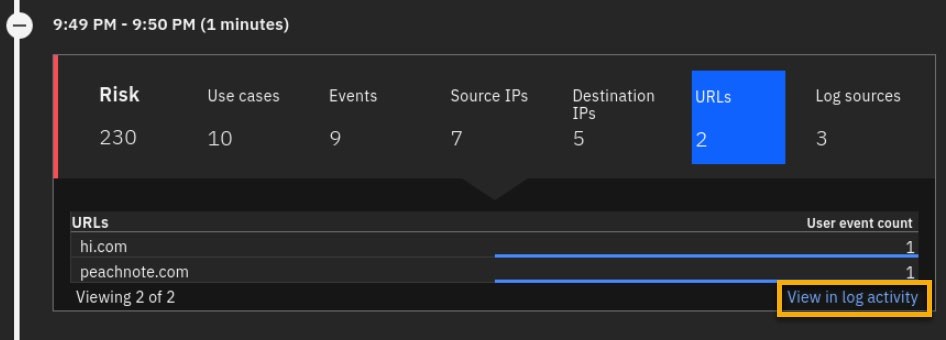 9:49 PM - 9:50 PM (1 minutes)
Risk Use cases Events Source IPs Destination IPs URLs Log sources
230 10 9 7 5 2 3
URLs User event count
hi.com 1
peachnote.com 1
Viewing 2 of 2 View in log activity